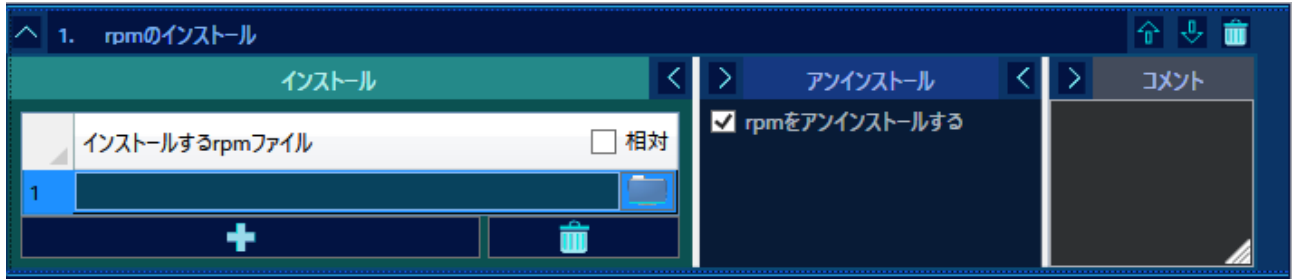 1. rpmのインストール
インストール
アンインストール
コメント
インストールするrpmファイル
相対
rpmをアンインストールする
1